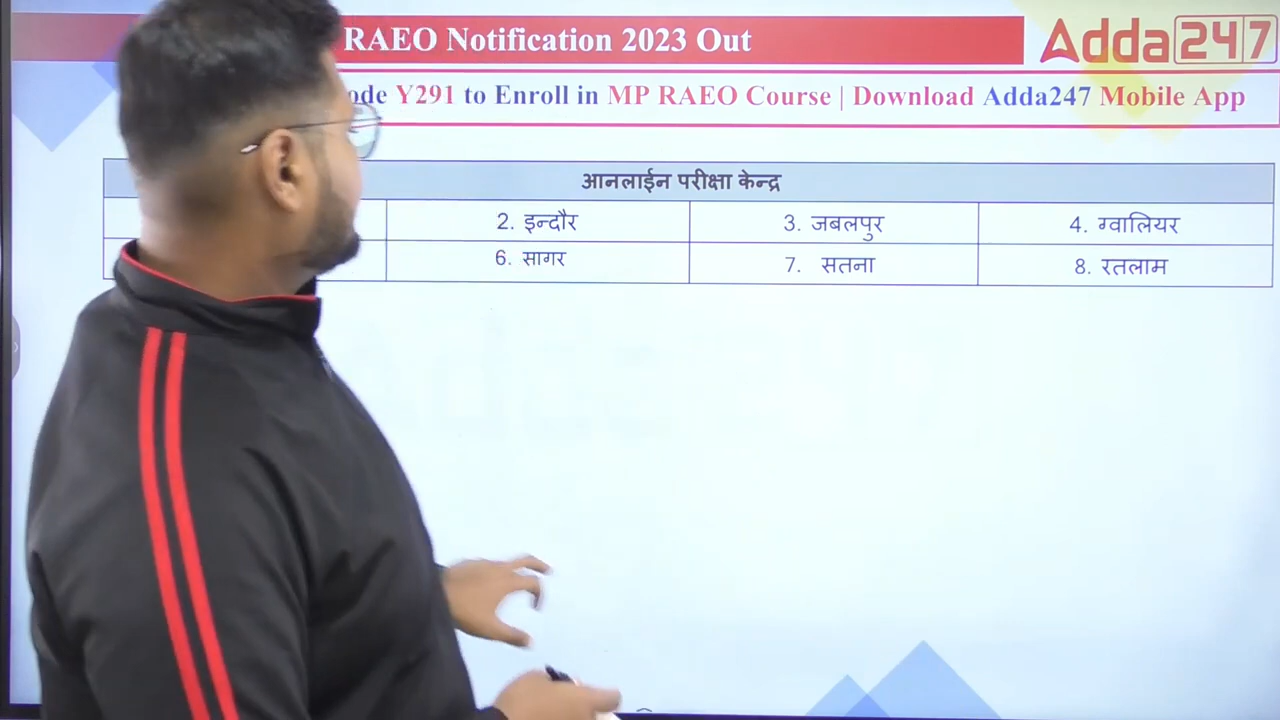 RAEO Notification 2023 Out
Adda247
Y291 to Enroll in MP RAEO Course | Download Adda247 Mobile App
आनलाईन परीक्षा केन्द्र
2. इन्दौर 3. जबलपुर 4. ग्वालियर
6. सागर 7. सतना 8. रतलाम